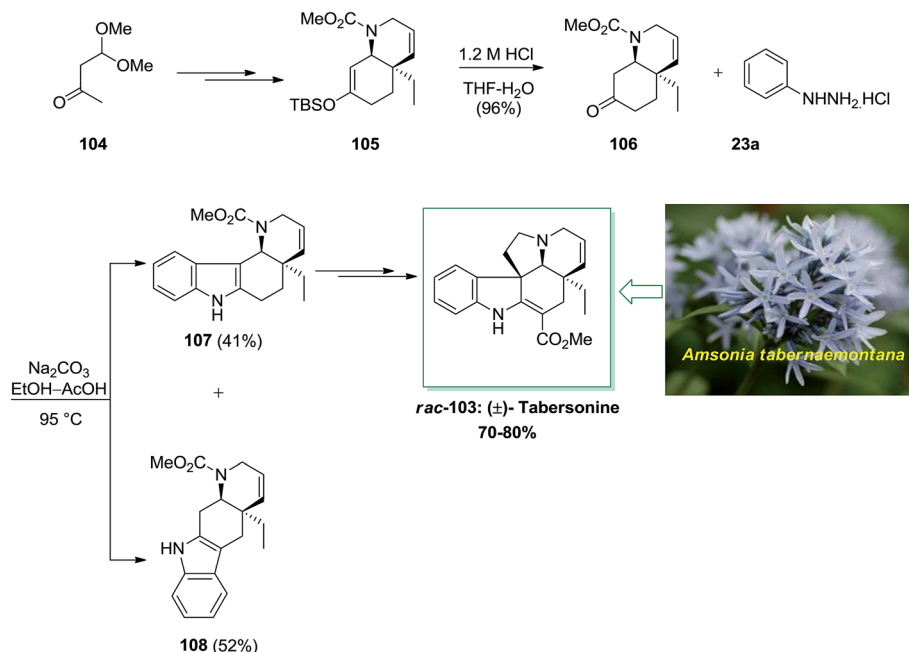 OMe
OMe
O
104
MeO₂C
N
TBSO
105
1.2 M HCl
THF-H₂O
(96%)
MeO₂C
N
O
106
+
NHNH₂.HCl
23a
MeO₂C
N
N
H
107 (41%)
N
N
H
CO₂Me
rac-103: (±)- Tabersonine
70-80%
Amsonia tabernaemontana
Na₂CO₃
EtOH–AcOH
95 °C
+
MeO₂C
N
HN
108 (52%)